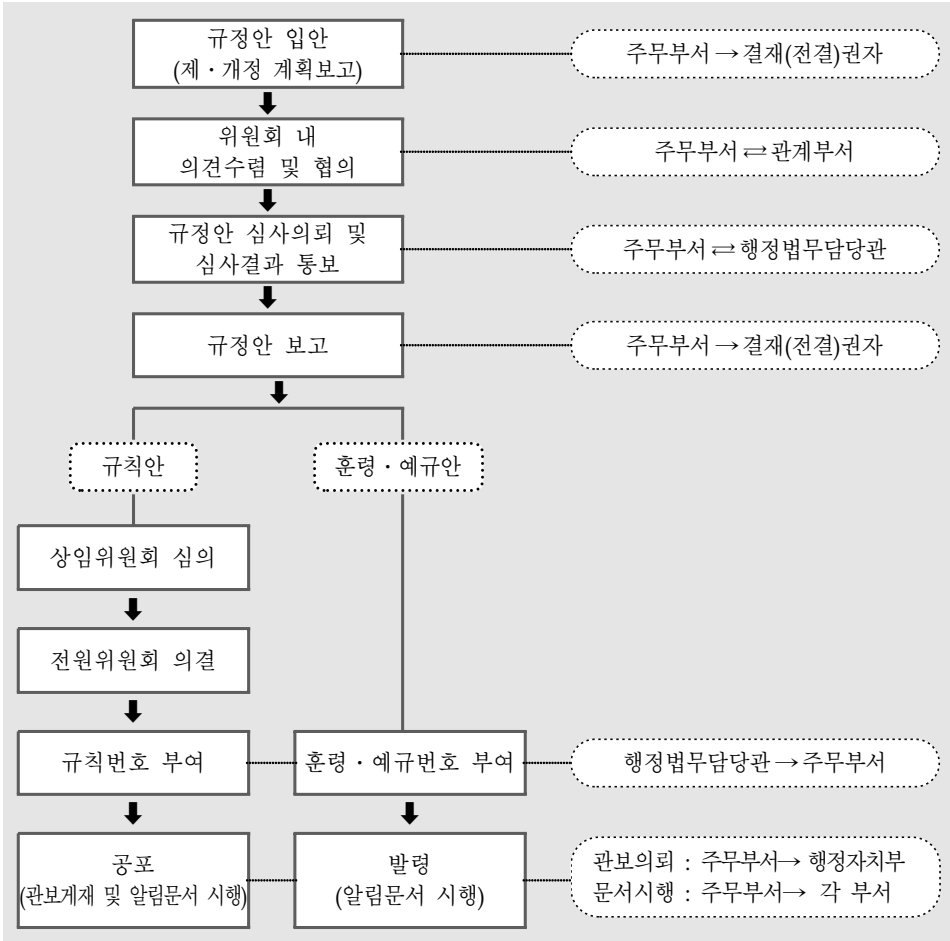 규정안 입안
(제·개정 계획보고)
주무부서→결재(전결)권자
위원회 내
의견수렴 및 협의
주무부서⇄관계부서
규정안 심사의뢰 및
심사결과 통보
주무부서⇄행정법무담당관
규정안 보고
주무부서→결재(전결)권자
규칙안
훈령·예규안
상임위원회 심의
전원위원회 의결
규칙번호 부여
훈령·예규번호 부여
행정법무담당관→주무부서
공포
(관보게재 및 알림문서 시행)
발령
(알림문서 시행)
관보의뢰 : 주무부서→ 행정자치부
문서시행 : 주무부서→ 각 부서